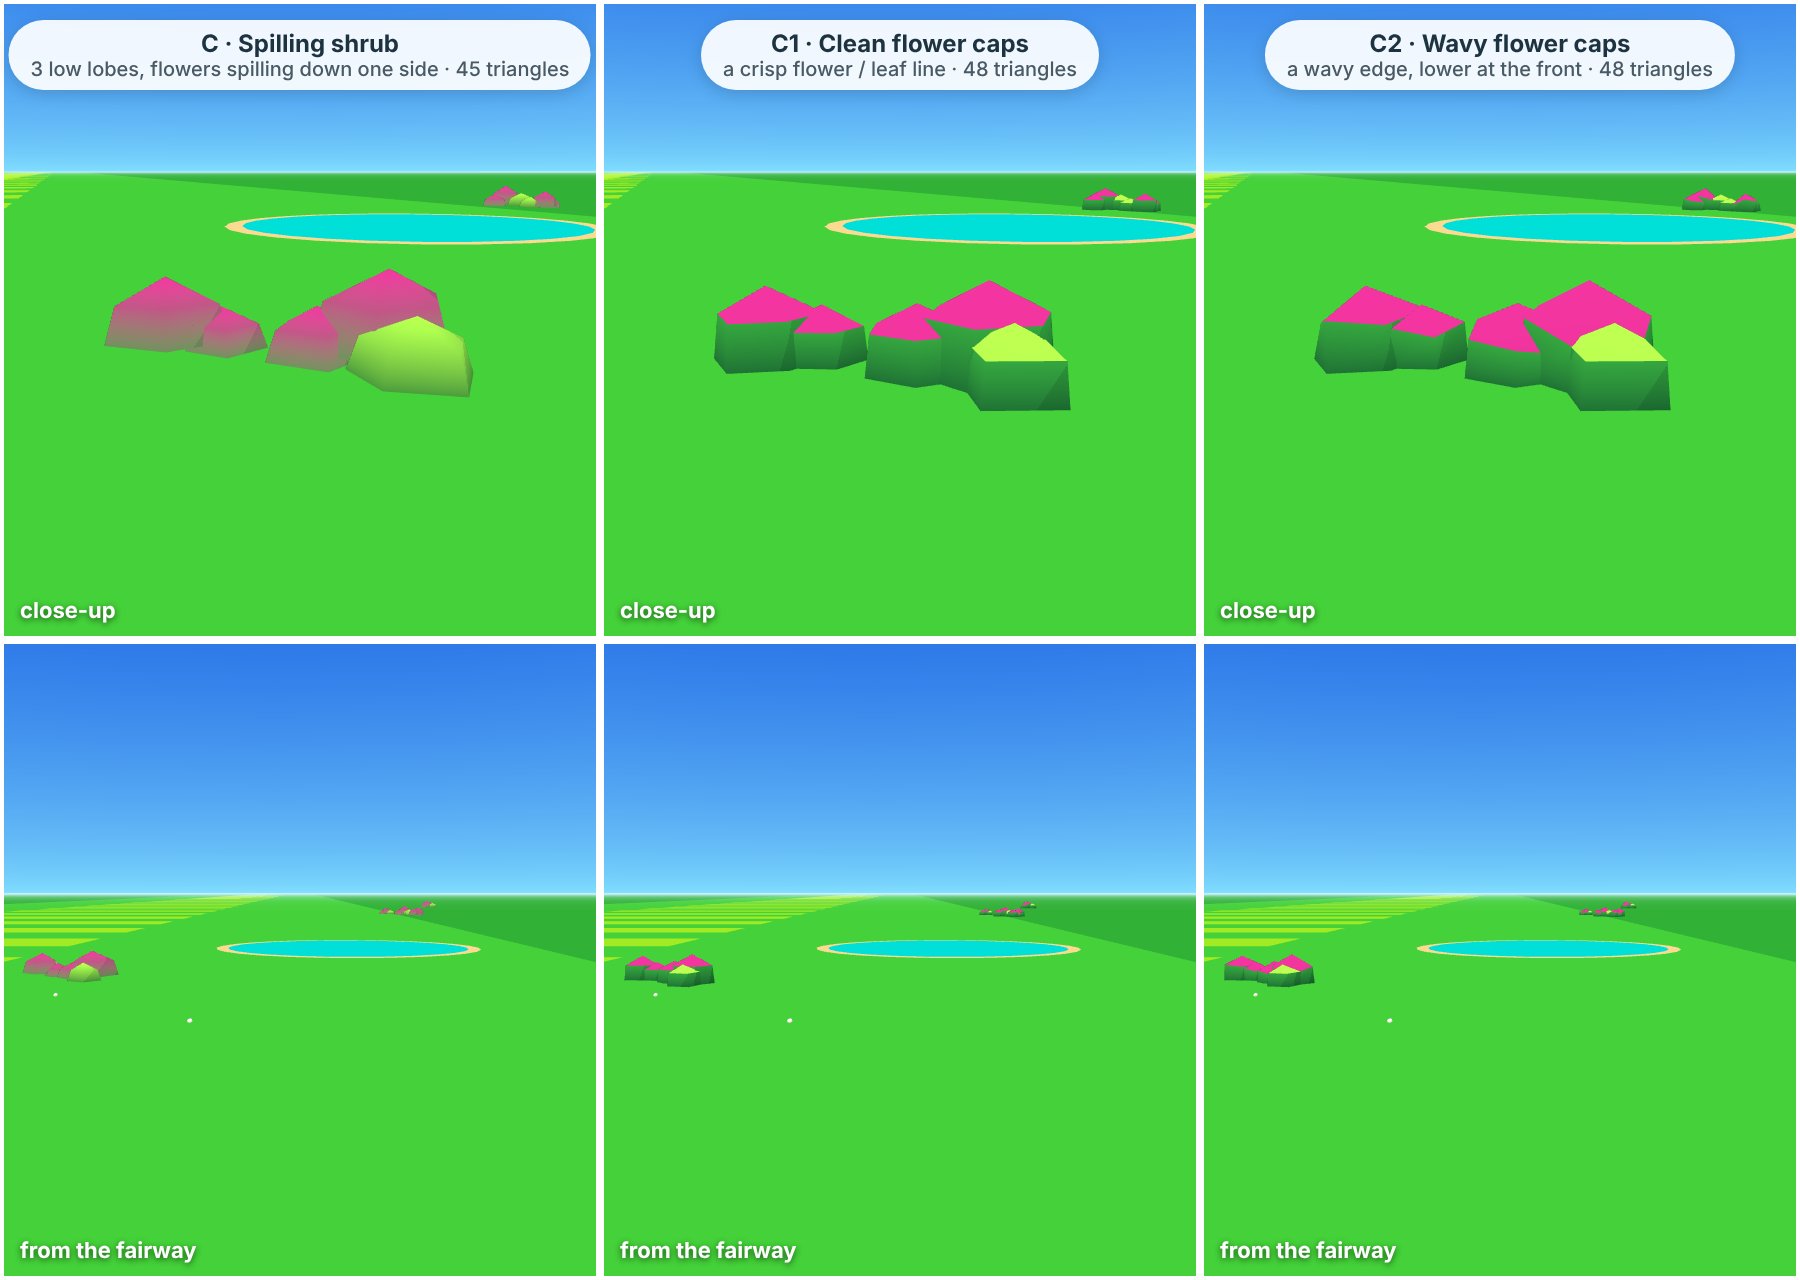 C · Spilling shrub
3 low lobes, flowers spilling down one side · 45 triangles
C1 · Clean flower caps
a crisp flower / leaf line · 48 triangles
C2 · Wavy flower caps
a wavy edge, lower at the front · 48 triangles
close-up
close-up
close-up
from the fairway
from the fairway
from the fairway